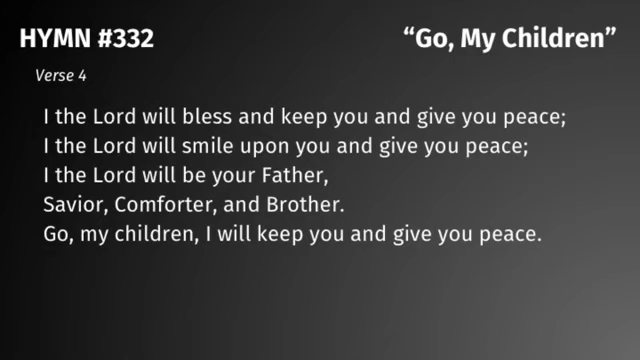 HYMN #332
“Go, My Children”
Verse 4
I the Lord will bless and keep you and give you peace;
I the Lord will smile upon you and give you peace;
I the Lord will be your Father,
Savior, Comforter, and Brother.
Go, my children, I will keep you and give you peace.